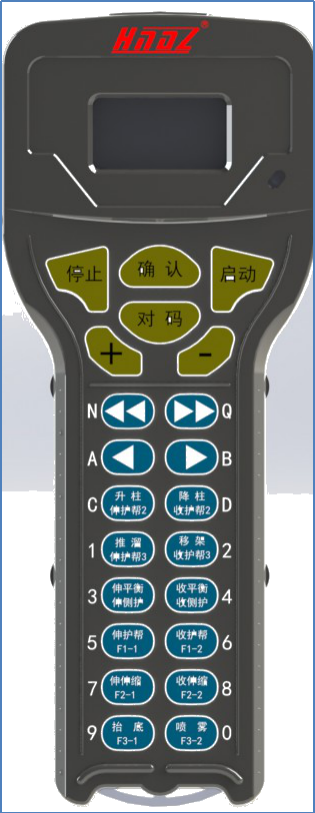 HADZ®
停止
确认
启动
对码
+
-
N
Q
A
B
C
升柱
伸护帮2
降柱
收护帮2
D
1
推溜
伸护帮3
移架
收护帮3
2
3
伸平衡
伸侧护
收平衡
收侧护
4
5
伸护帮
F1-1
收护帮
F1-2
6
7
伸伸缩
F2-1
收伸缩
F2-2
8
9
抬底
F3-1
喷雾
F3-2
0